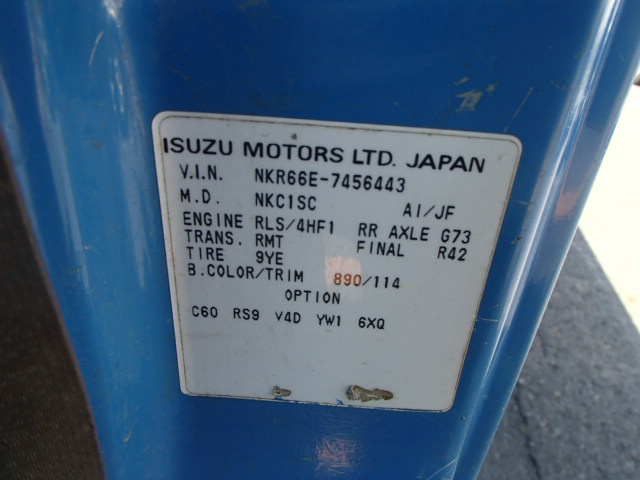 ISUZU MOTORS LTD. JAPAN
V.I.N. NKR66E-7456443
M.D. NKC1SC A1/JF
ENGINE RLS/4HF1 RR AXLE G73
TRANS. RMT FINAL R42
TIRE 9YE
B.COLOR/TRIM 890/114
OPTION
C60 RS9 V4D YW1 6XQ